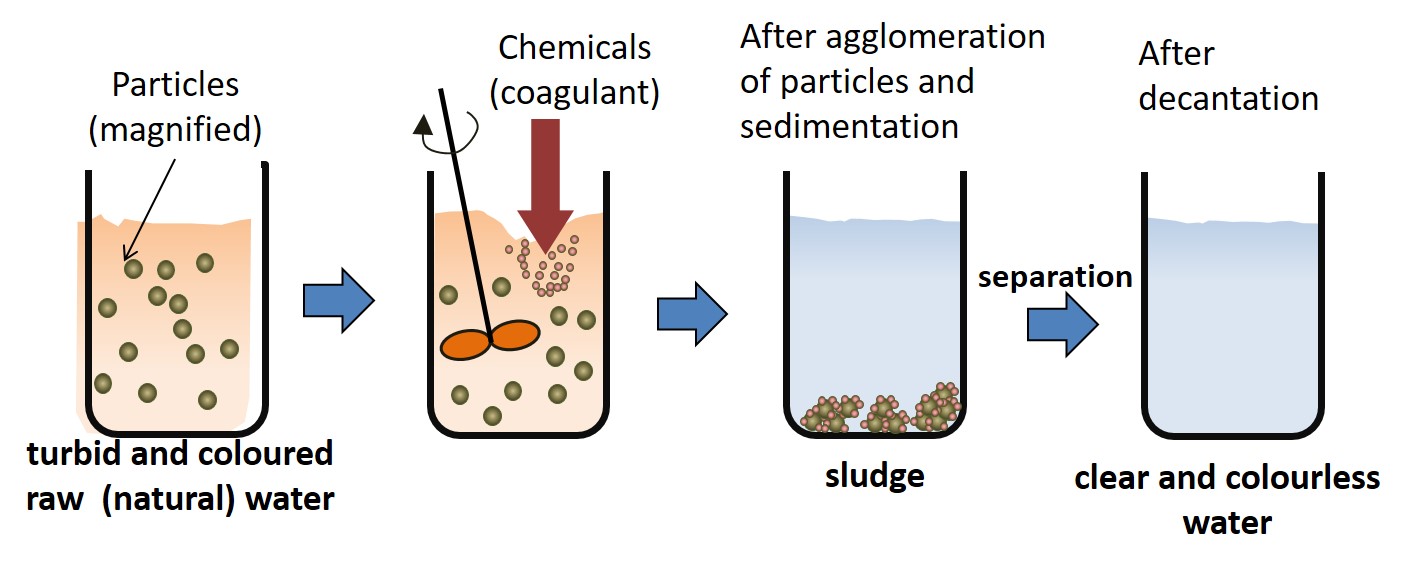 Particles
(magnified)
turbid and coloured
raw (natural) water
Chemicals
(coagulant)
After agglomeration
of particles and
sedimentation
sludge
separation
After
decantation
clear and colourless
water